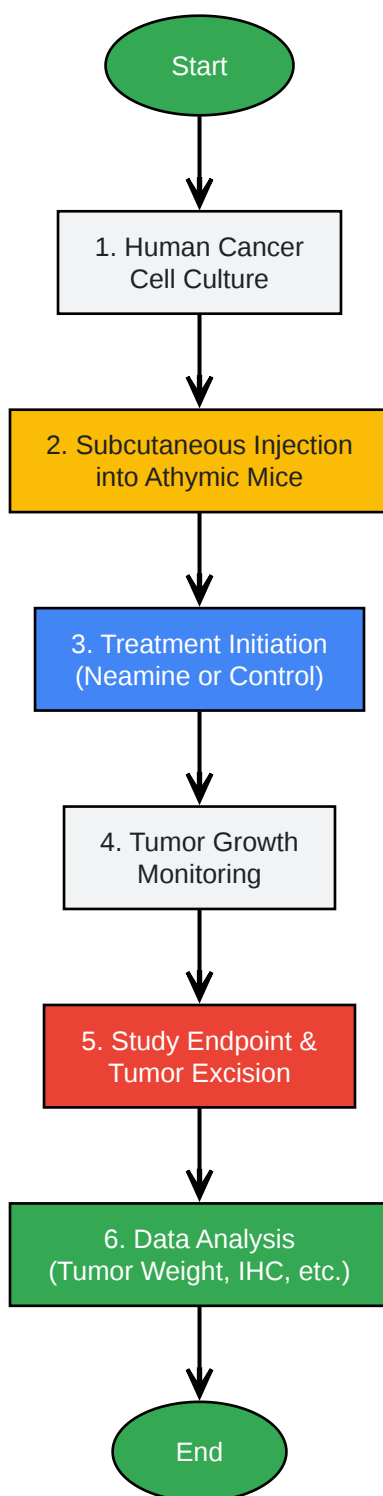 Start
1. Human Cancer
Cell Culture
2. Subcutaneous Injection
into Athymic Mice
3. Treatment Initiation
(Neamine or Control)
4. Tumor Growth
Monitoring
5. Study Endpoint &
Tumor Excision
6. Data Analysis
(Tumor Weight, IHC, etc.)
End